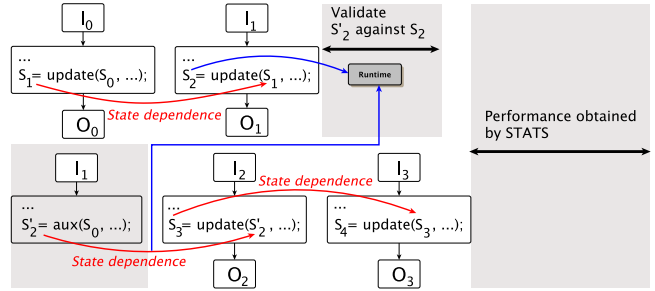 I₀
I₁
Validate
S'₂ against S₂
...
S₁= update(S₀, ...);
...
S₂= update(S₁, ...);
Runtime
State dependence
O₀
O₁
Performance obtained
by STATS
I₁
I₂
I₃
State dependence
...
S'₂= aux(S₀, ...);
...
S₃= update(S'₂, ...);
...
S₄= update(S₃, ...);
State dependence
O₂
O₃